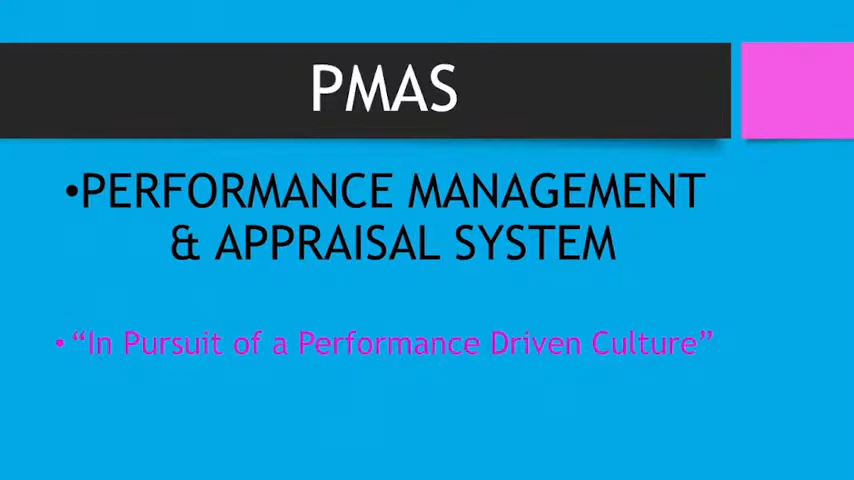 PMAS
•PERFORMANCE MANAGEMENT
& APPRAISAL SYSTEM
• “In Pursuit of a Performance Driven Culture”